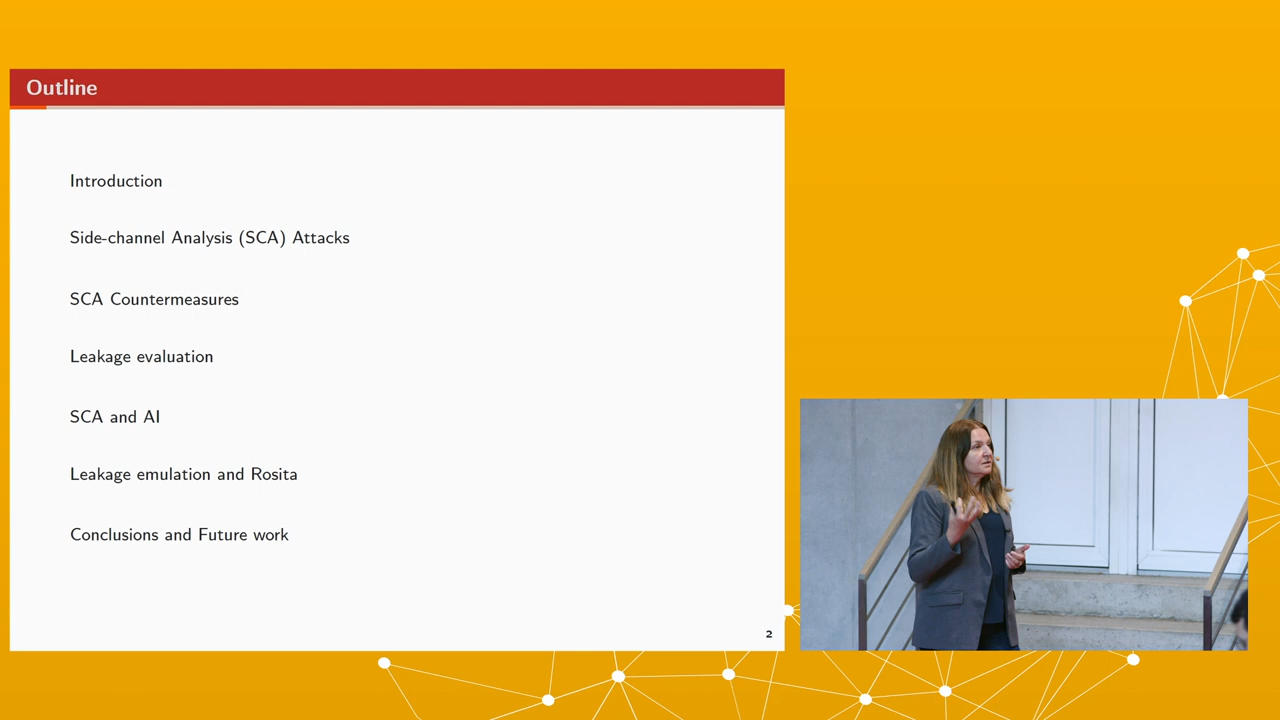 Outline
Introduction
Side-channel Analysis (SCA) Attacks
SCA Countermeasures
Leakage evaluation
SCA and AI
Leakage emulation and Rosita
Conclusions and Future work
2